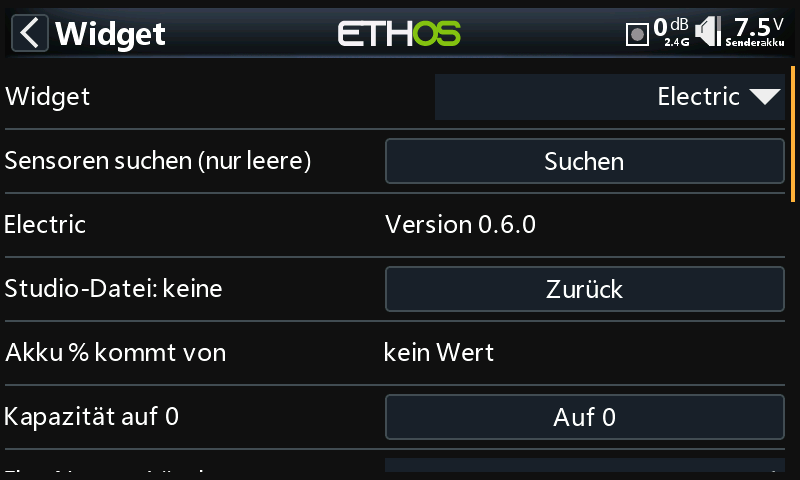 Widget
ETHOS
0 dB
2.4G
7.5V
Senderakku
Widget
Electric
Sensoren suchen (nur leere)
Suchen
Electric
Version 0.6.0
Studio-Datei: keine
Zurück
Akku % kommt von
kein Wert
Kapazität auf 0
Auf 0